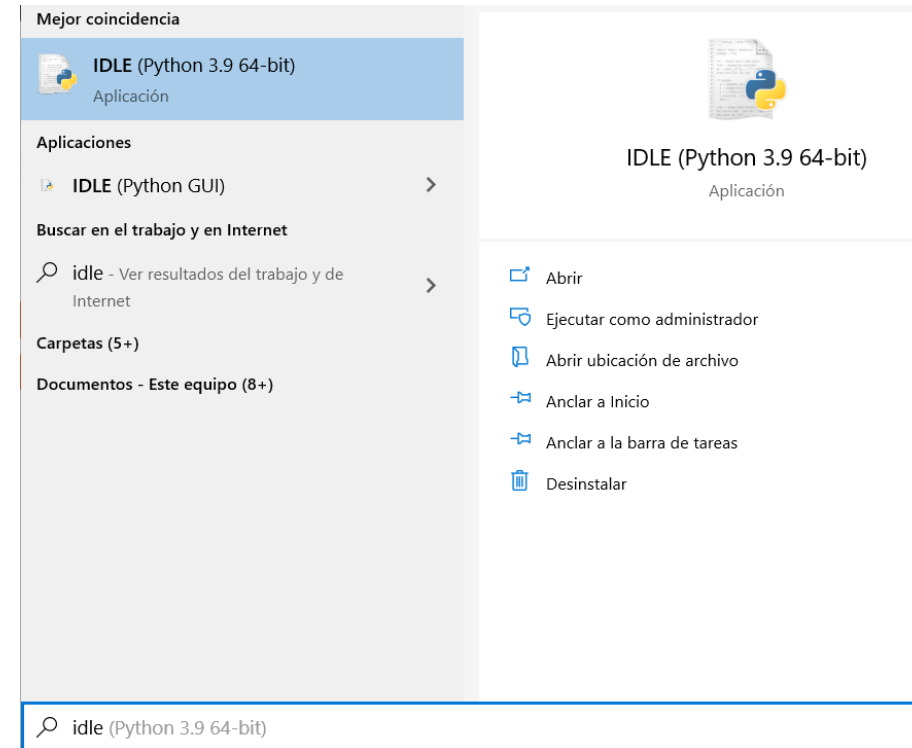 Mejor coincidencia
IDLE (Python 3.9 64-bit)
Aplicación
Aplicaciones
IDLE (Python GUI)
Buscar en el trabajo y en Internet
idle - Ver resultados del trabajo y de
Internet
Carpetas (5+)
Documentos - Este equipo (8+)
IDLE (Python 3.9 64-bit)
Aplicación
Abrir
Ejecutar como administrador
Abrir ubicación de archivo
Anclar a Inicio
Anclar a la barra de tareas
Desinstalar
idle (Python 3.9 64-bit)